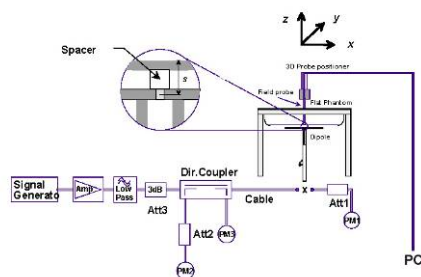 z
y
x
Spacer
s
3D Probe positioner
Field probe
Flat Phantom
Dipole
Signal
Generato
Amp
Low
Pass
3dB
Att3
Dir.Coupler
Cable
x
Att1
PM1
Att2
PM3
PM2
PC